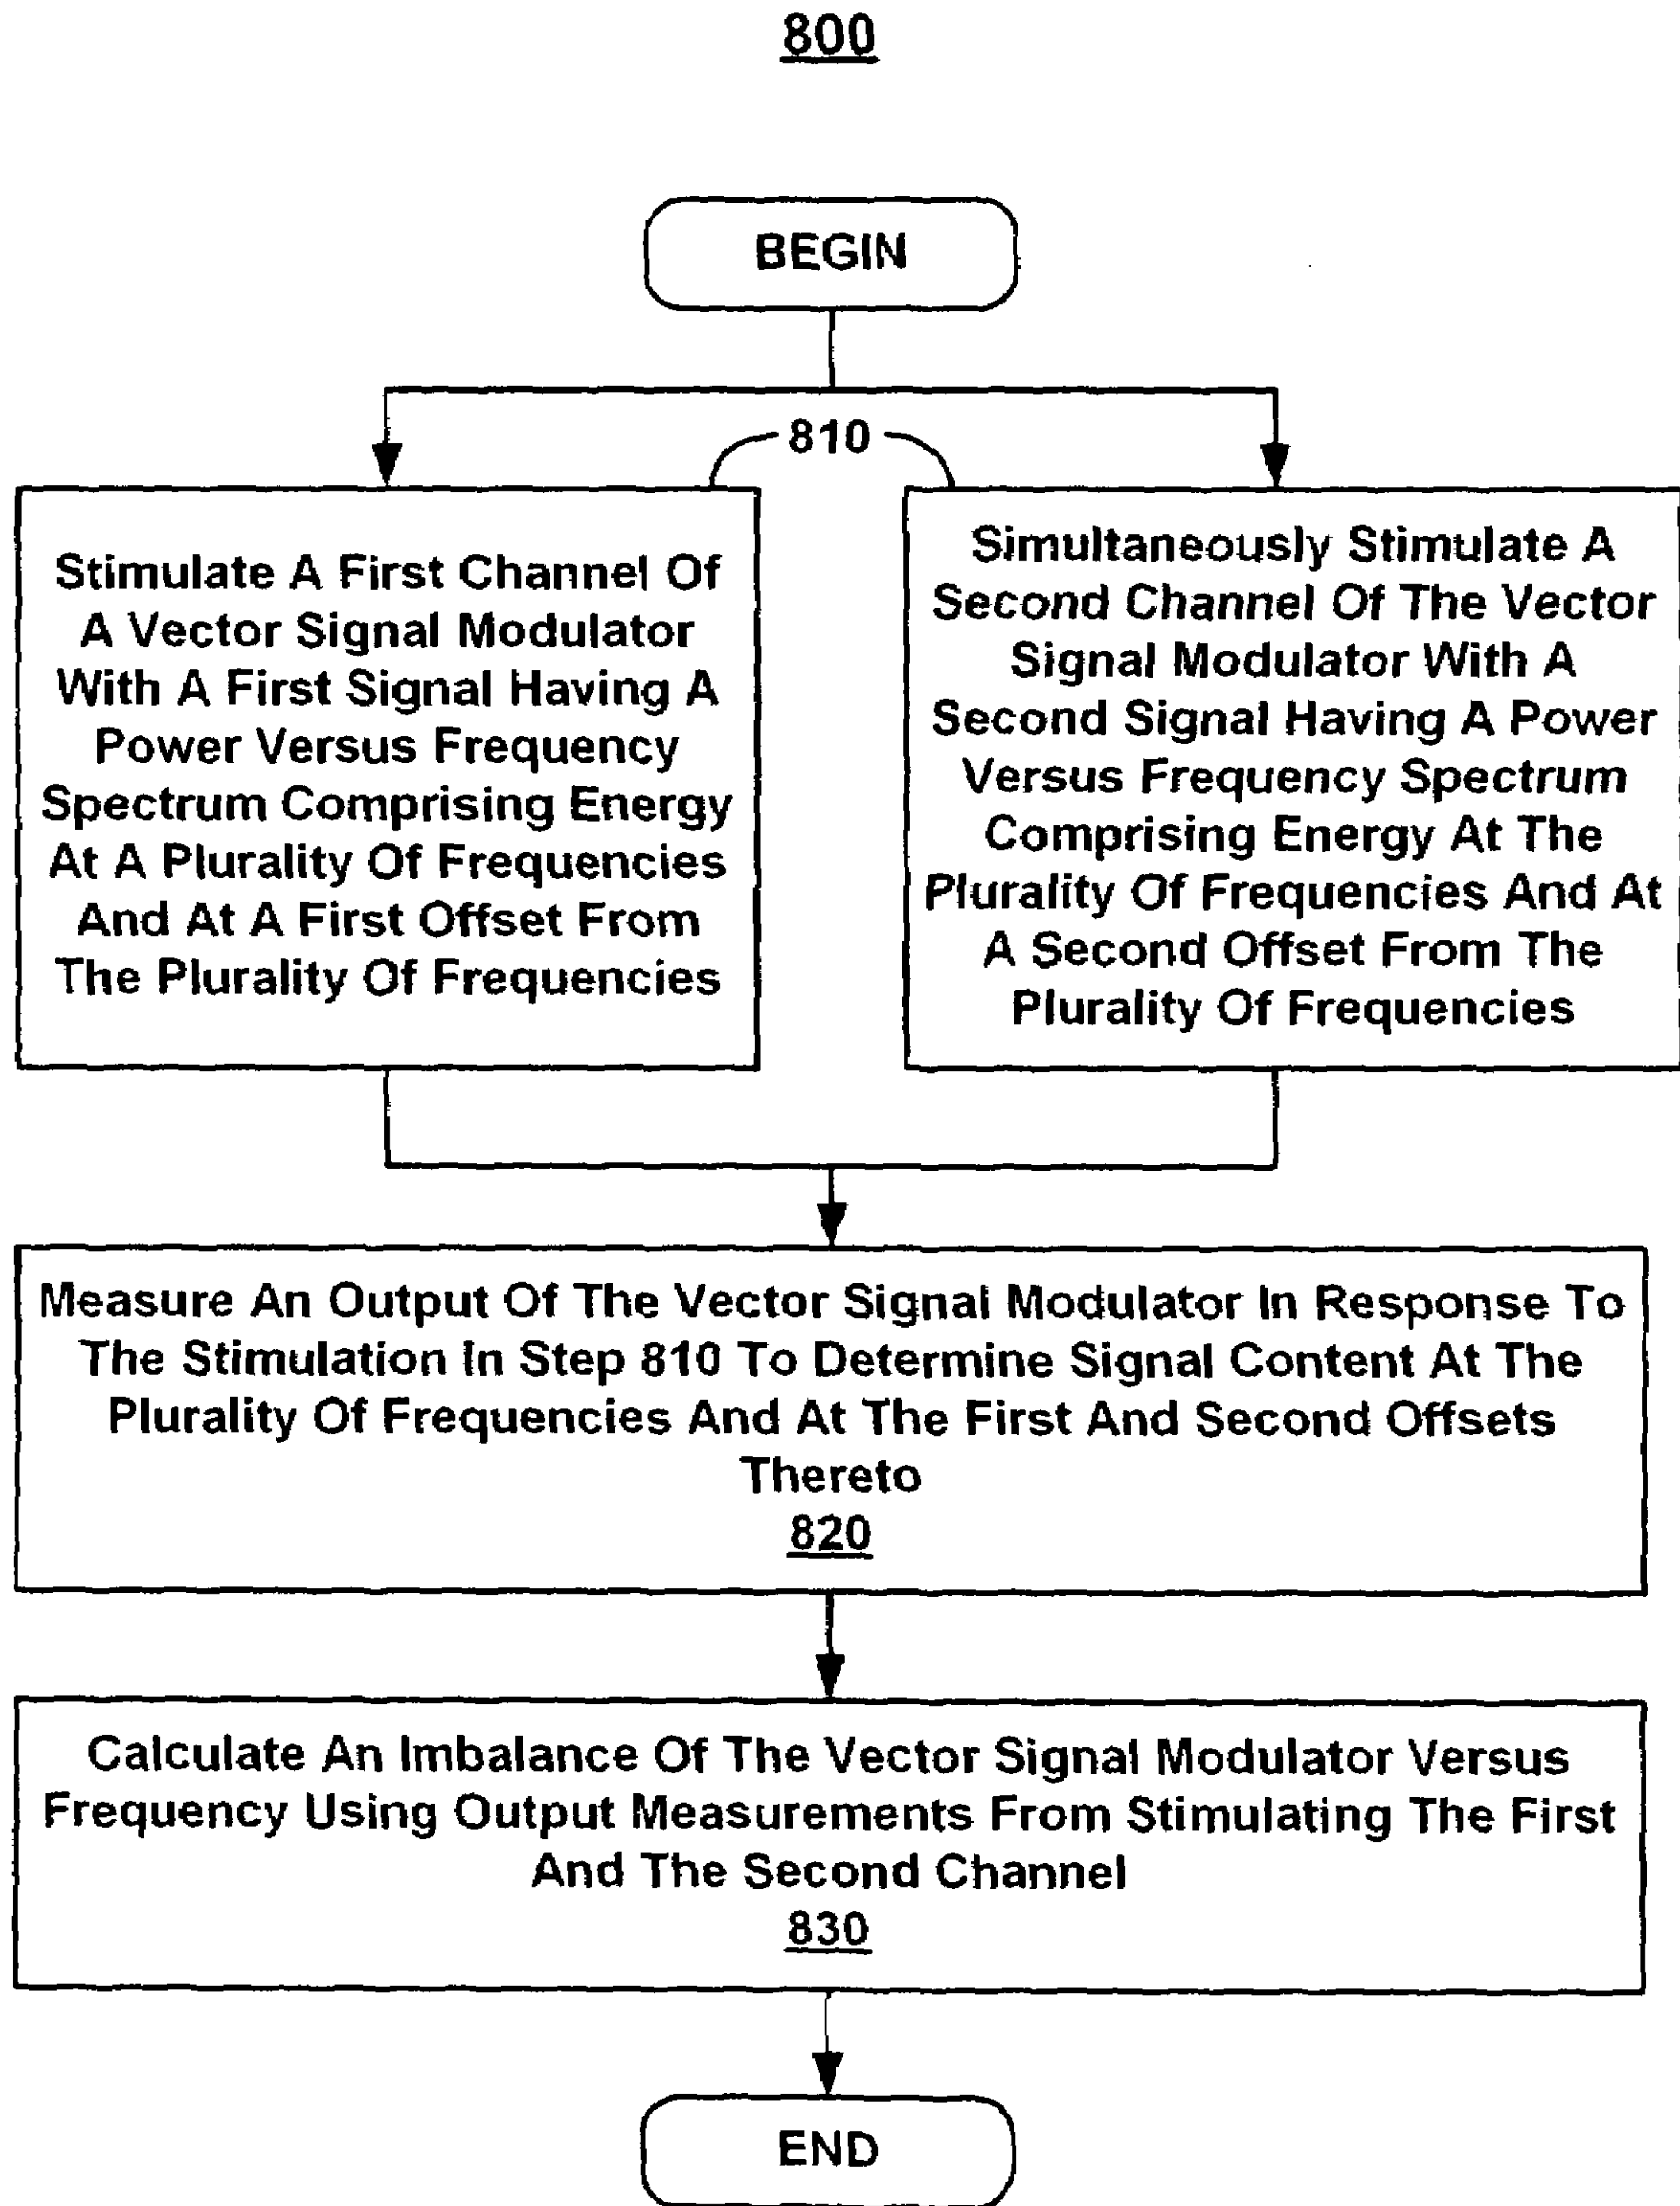 800
BEGIN
810
Stimulate A First Channel Of
A Vector Signal Modulator
With A First Signal Having A
Power Versus Frequency
Spectrum Comprising Energy
At A Plurality Of Frequencies
And At A First Offset From
The Plurality Of Frequencies
Simultaneously Stimulate A
Second Channel Of The Vector
Signal Modulator With A
Second Signal Having A Power
Versus Frequency Spectrum
Comprising Energy At The
Plurality Of Frequencies And At
A Second Offset From The
Plurality Of Frequencies
Measure An Output Of The Vector Signal Modulator In Response To
The Stimulation In Step 810 To Determine Signal Content At The
Plurality Of Frequencies And At The First And Second Offsets
Thereto
820
Calculate An Imbalance Of The Vector Signal Modulator Versus
Frequency Using Output Measurements From Stimulating The First
And The Second Channel
830
END